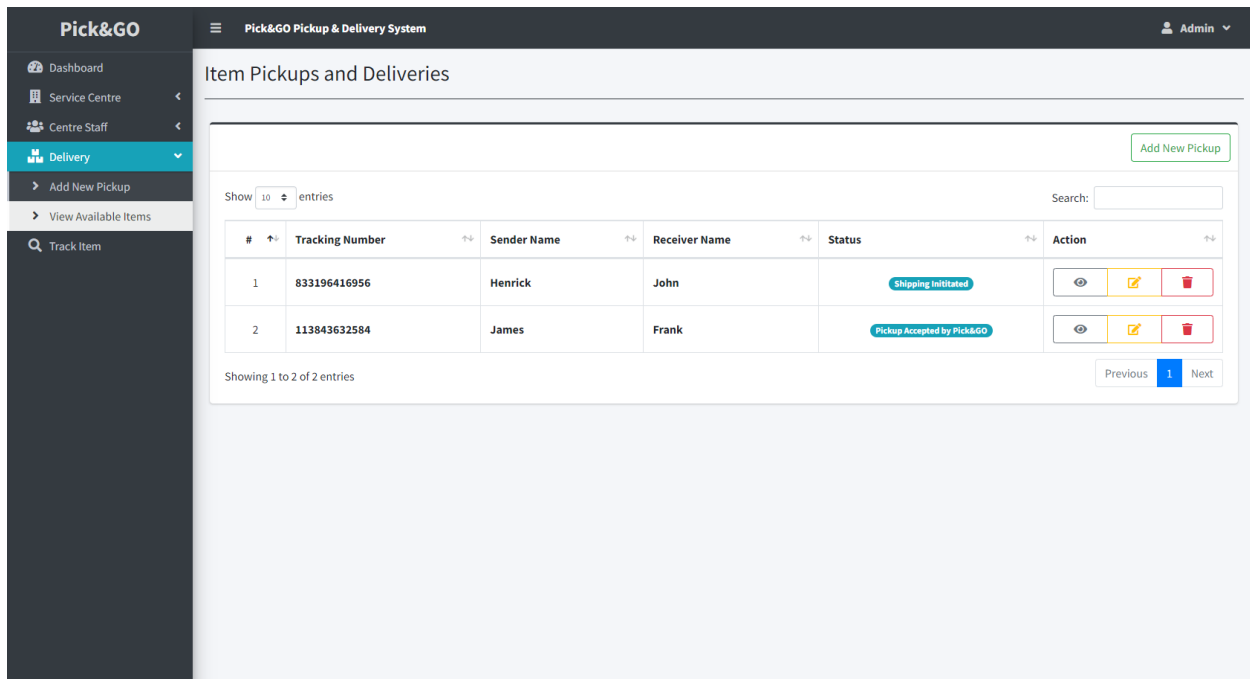 Pick&GO
Pick&GO Pickup & Delivery System
Admin
Dashboard
Service Centre
Centre Staff
Delivery
Add New Pickup
View Available Items
Track Item
Item Pickups and Deliveries
Add New Pickup
Show 10 entries
Search:
# Tracking Number Sender Name Receiver Name Status Action
1 833196416956 Henrick John Shipping Inititated
2 113843632584 James Frank Pickup Accepted by Pick&GO
Showing 1 to 2 of 2 entries
Previous 1 Next